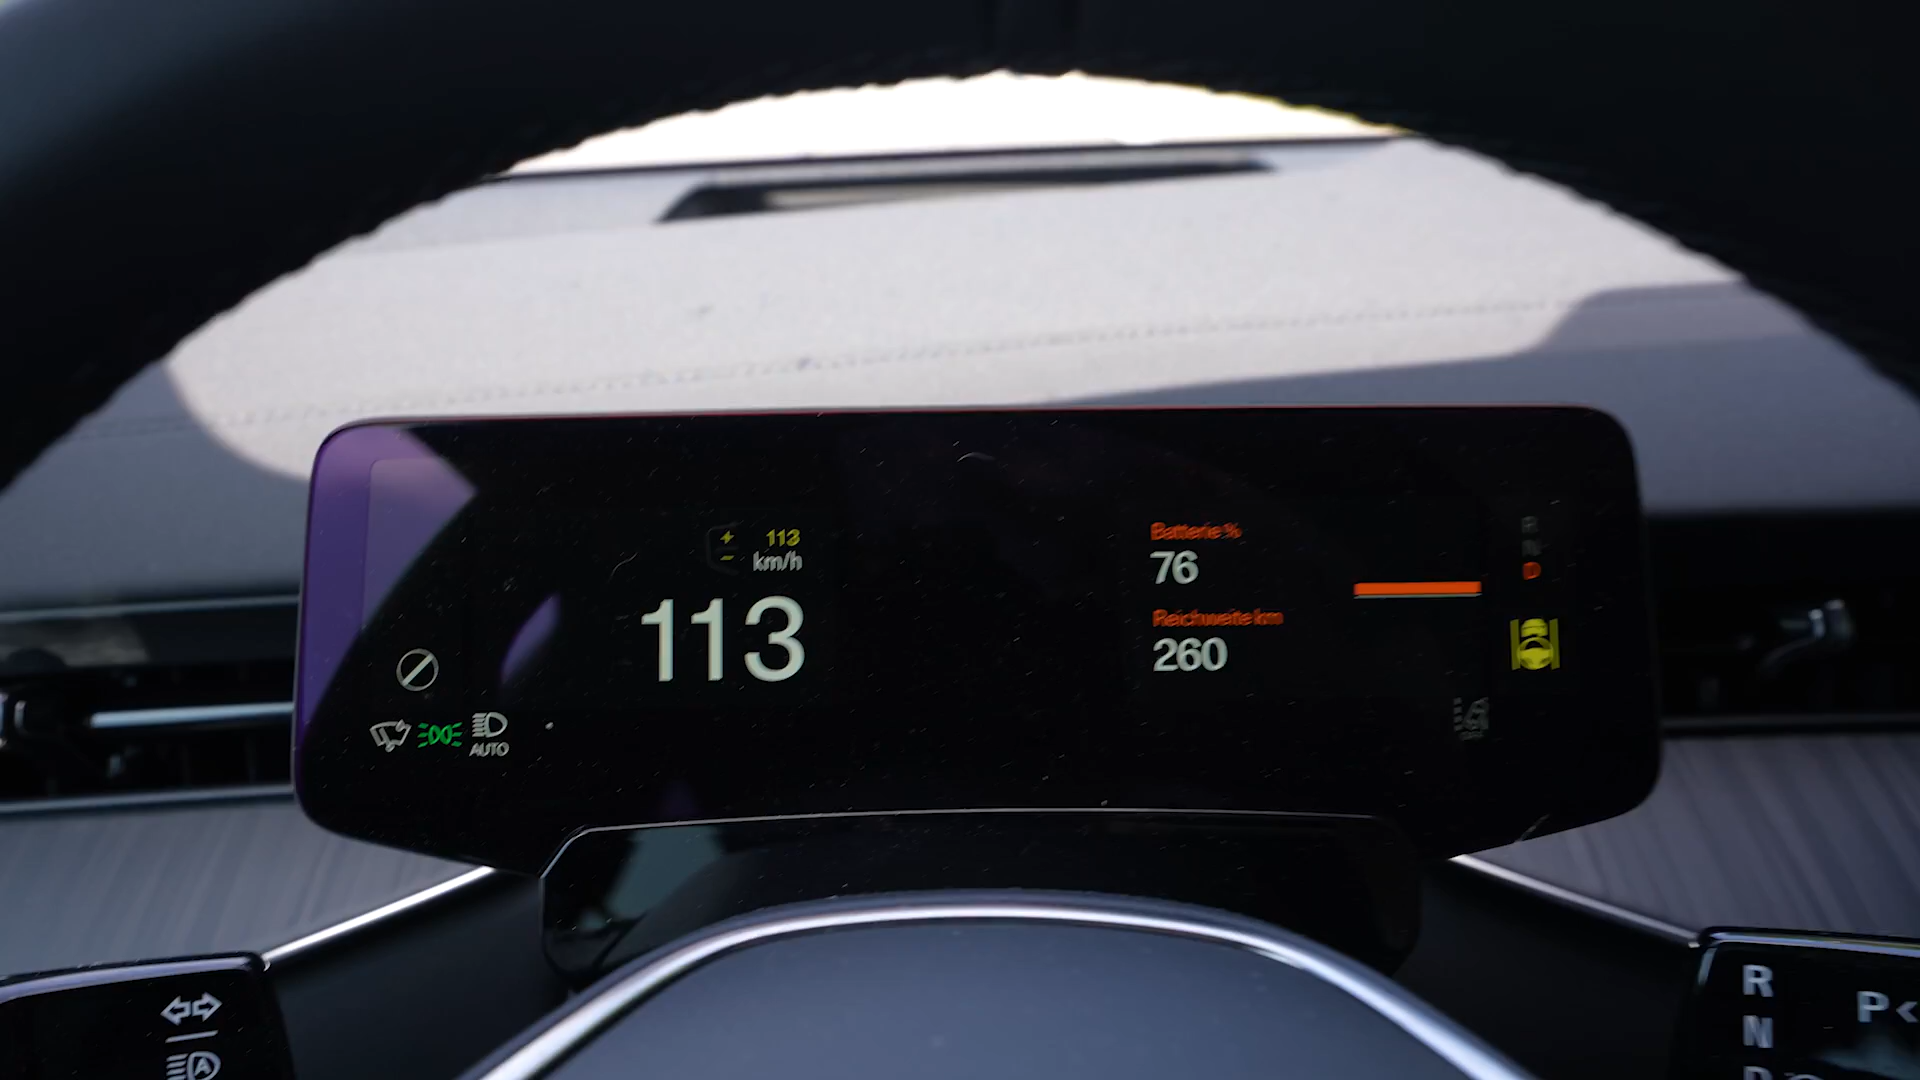 113
km/h
113
AUTO
Batterie %
76
Reichweite km
260
R
N
D
R
N
D
P